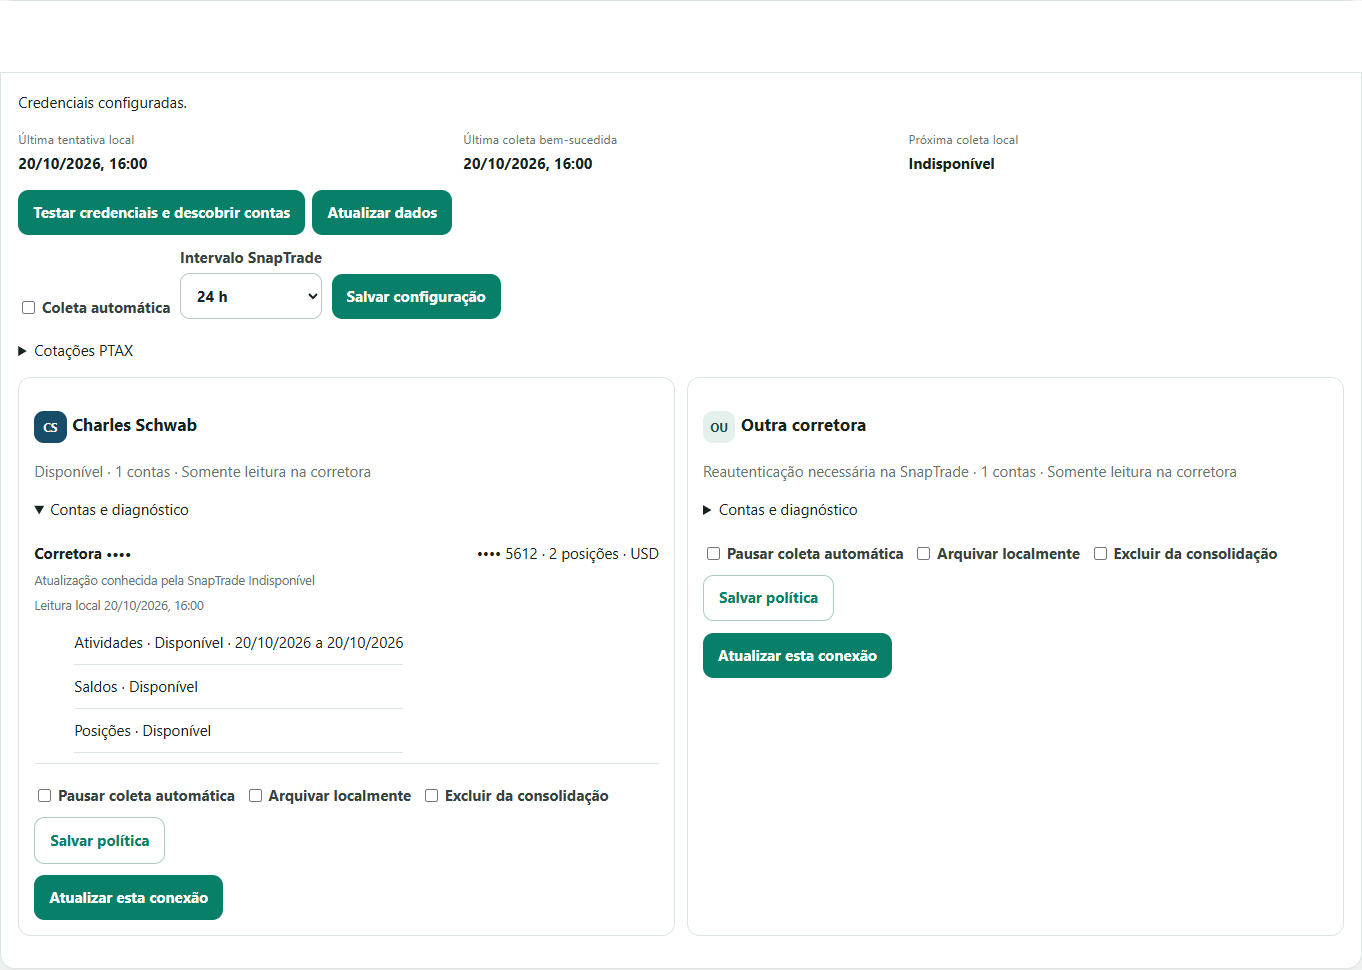 Credenciais configuradas.
Última tentativa local
20/10/2026, 16:00
Última coleta bem-sucedida
20/10/2026, 16:00
Próxima coleta local
Indisponível
Testar credenciais e descobrir contas
Atualizar dados
Coleta automática
Intervalo SnapTrade
24 h
Salvar configuração
Cotações PTAX
CS
Charles Schwab
Disponível · 1 contas · Somente leitura na corretora
Contas e diagnóstico
Corretora ••••
•••• 5612 · 2 posições · USD
Atualização conhecida pela SnapTrade Indisponível
Leitura local 20/10/2026, 16:00
Atividades · Disponível · 20/10/2026 a 20/10/2026
Saldos · Disponível
Posições · Disponível
Pausar coleta automática
Arquivar localmente
Excluir da consolidação
Salvar política
Atualizar esta conexão
OU
Outra corretora
Reautenticação necessária na SnapTrade · 1 contas · Somente leitura na corretora
Contas e diagnóstico
Pausar coleta automática
Arquivar localmente
Excluir da consolidação
Salvar política
Atualizar esta conexão